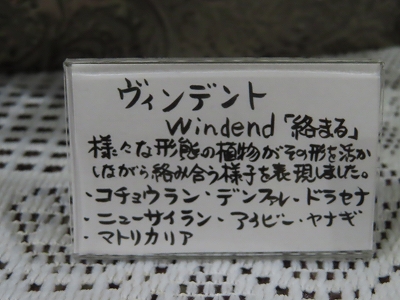 ヴィンデント
Windend「絡まる」
様々な形態の植物がその形を活か
しながら絡み合う様子を表現しました。
・コチョウラン・デンファレ・ドラセナ
・ニューサイラン・アイビー・ヤナギ
・マトリカリア